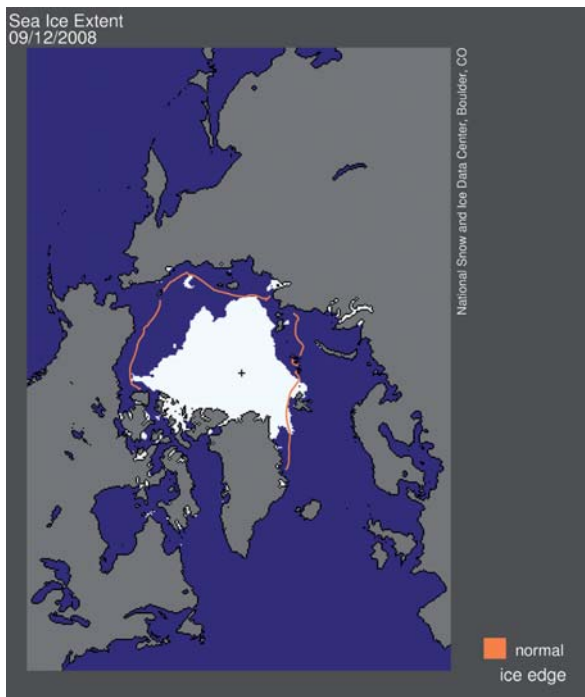 Sea Ice Extent
09/12/2008
National Snow and Ice Data Center, Boulder, CO
normal
ice edge